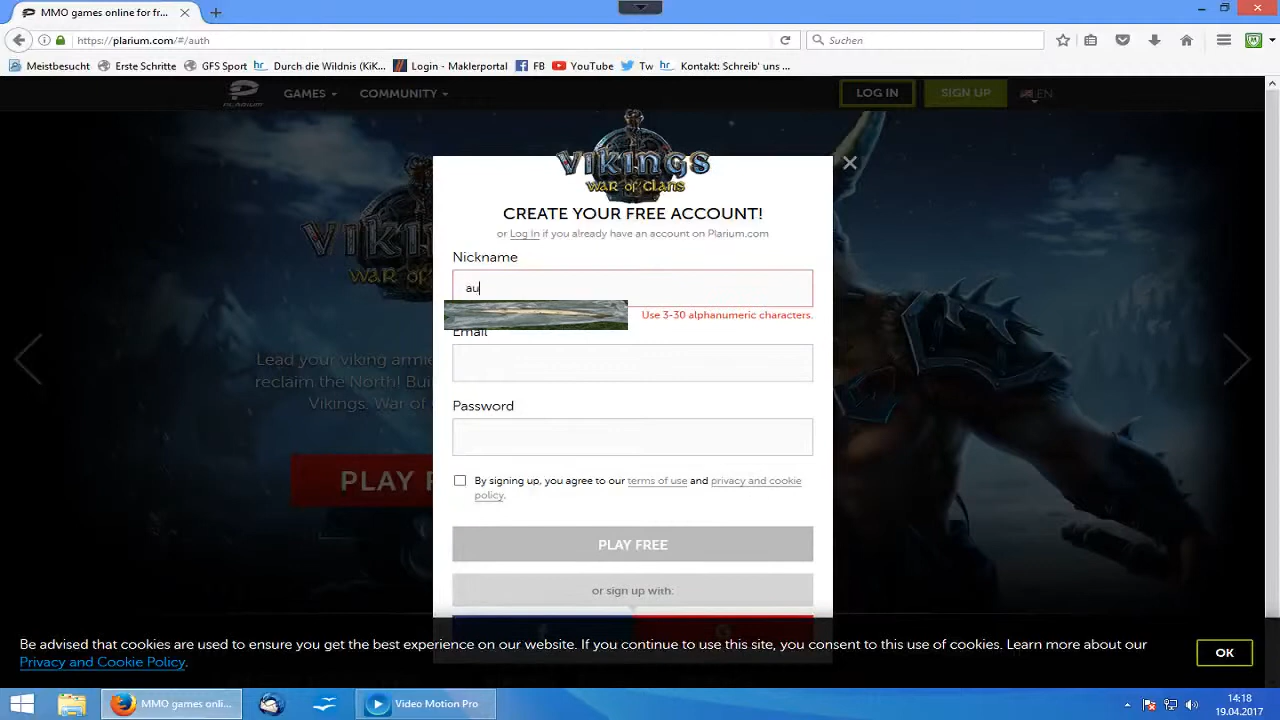 MMO games online for fr...
https://plarium.com/#/auth
Suchen
Meistbesucht
Erste Schritte
GFS Sport
Durch die Wildnis (KiK...
Login - Maklerportal
FB
YouTube
Tw
Kontakt: Schreib' uns ...
PLARIUM
GAMES
COMMUNITY
LOG IN
SIGN UP
EN
VIKINGS
WAR OF CLANS
CREATE YOUR FREE ACCOUNT!
or Log In if you already have an account on Plarium.com
Nickname
au
Use 3-30 alphanumeric characters.
Email
Lead your viking armie
reclaim the North! Bui
Vikings: War of
Password
PLAY F
By signing up, you agree to our terms of use and privacy and cookie
policy.
PLAY FREE
or sign up with:
Be advised that cookies are used to ensure you get the best experience on our website. If you continue to use this site, you consent to this use of cookies. Learn more about our
Privacy and Cookie Policy.
OK
MMO games onli...
Video Motion Pro
14:18
19.04.2017